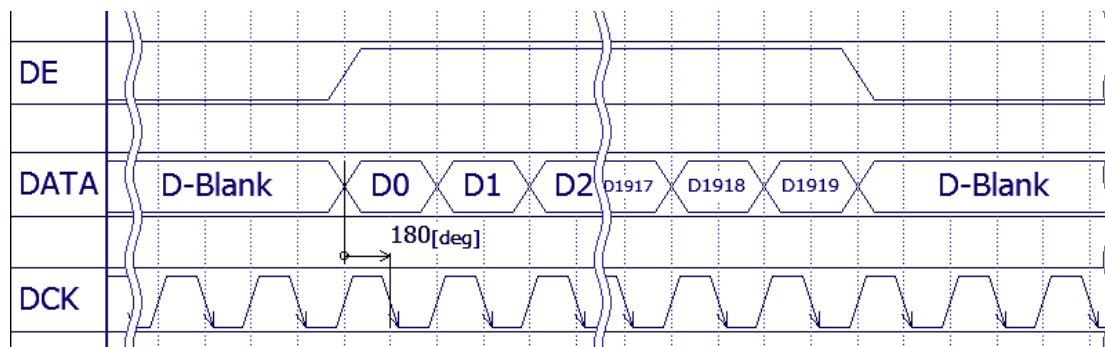 DE
DATA D-Blank D0 D1 D2 D1917 D1918 D1919 D-Blank
180[deg]
DCK